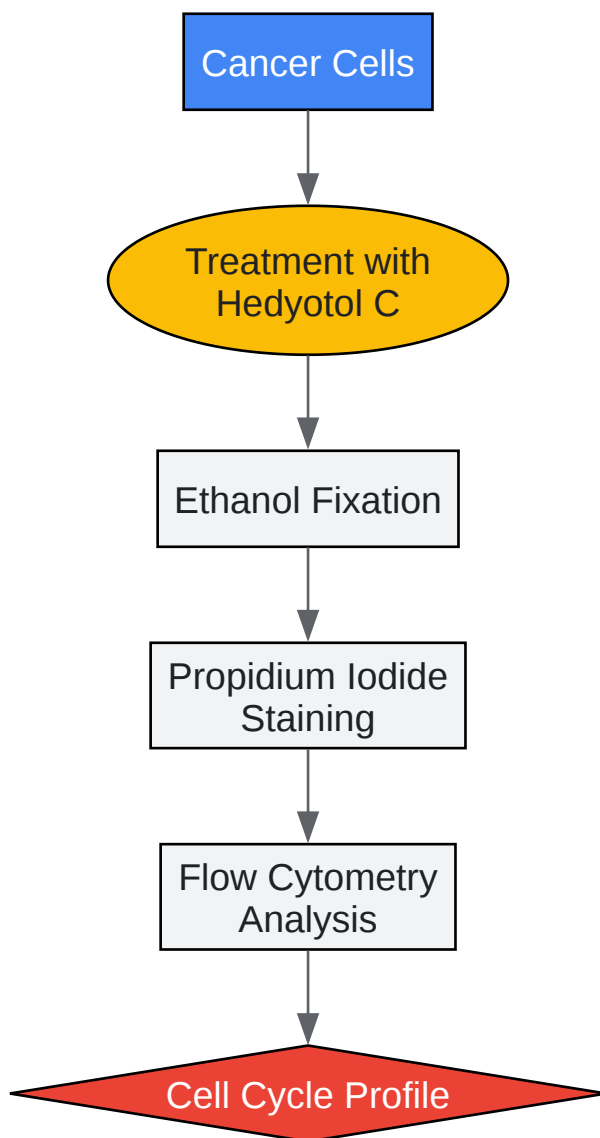 Cancer Cells
Treatment with
Hedyotol C
Ethanol Fixation
Propidium Iodide
Staining
Flow Cytometry
Analysis
Cell Cycle Profile